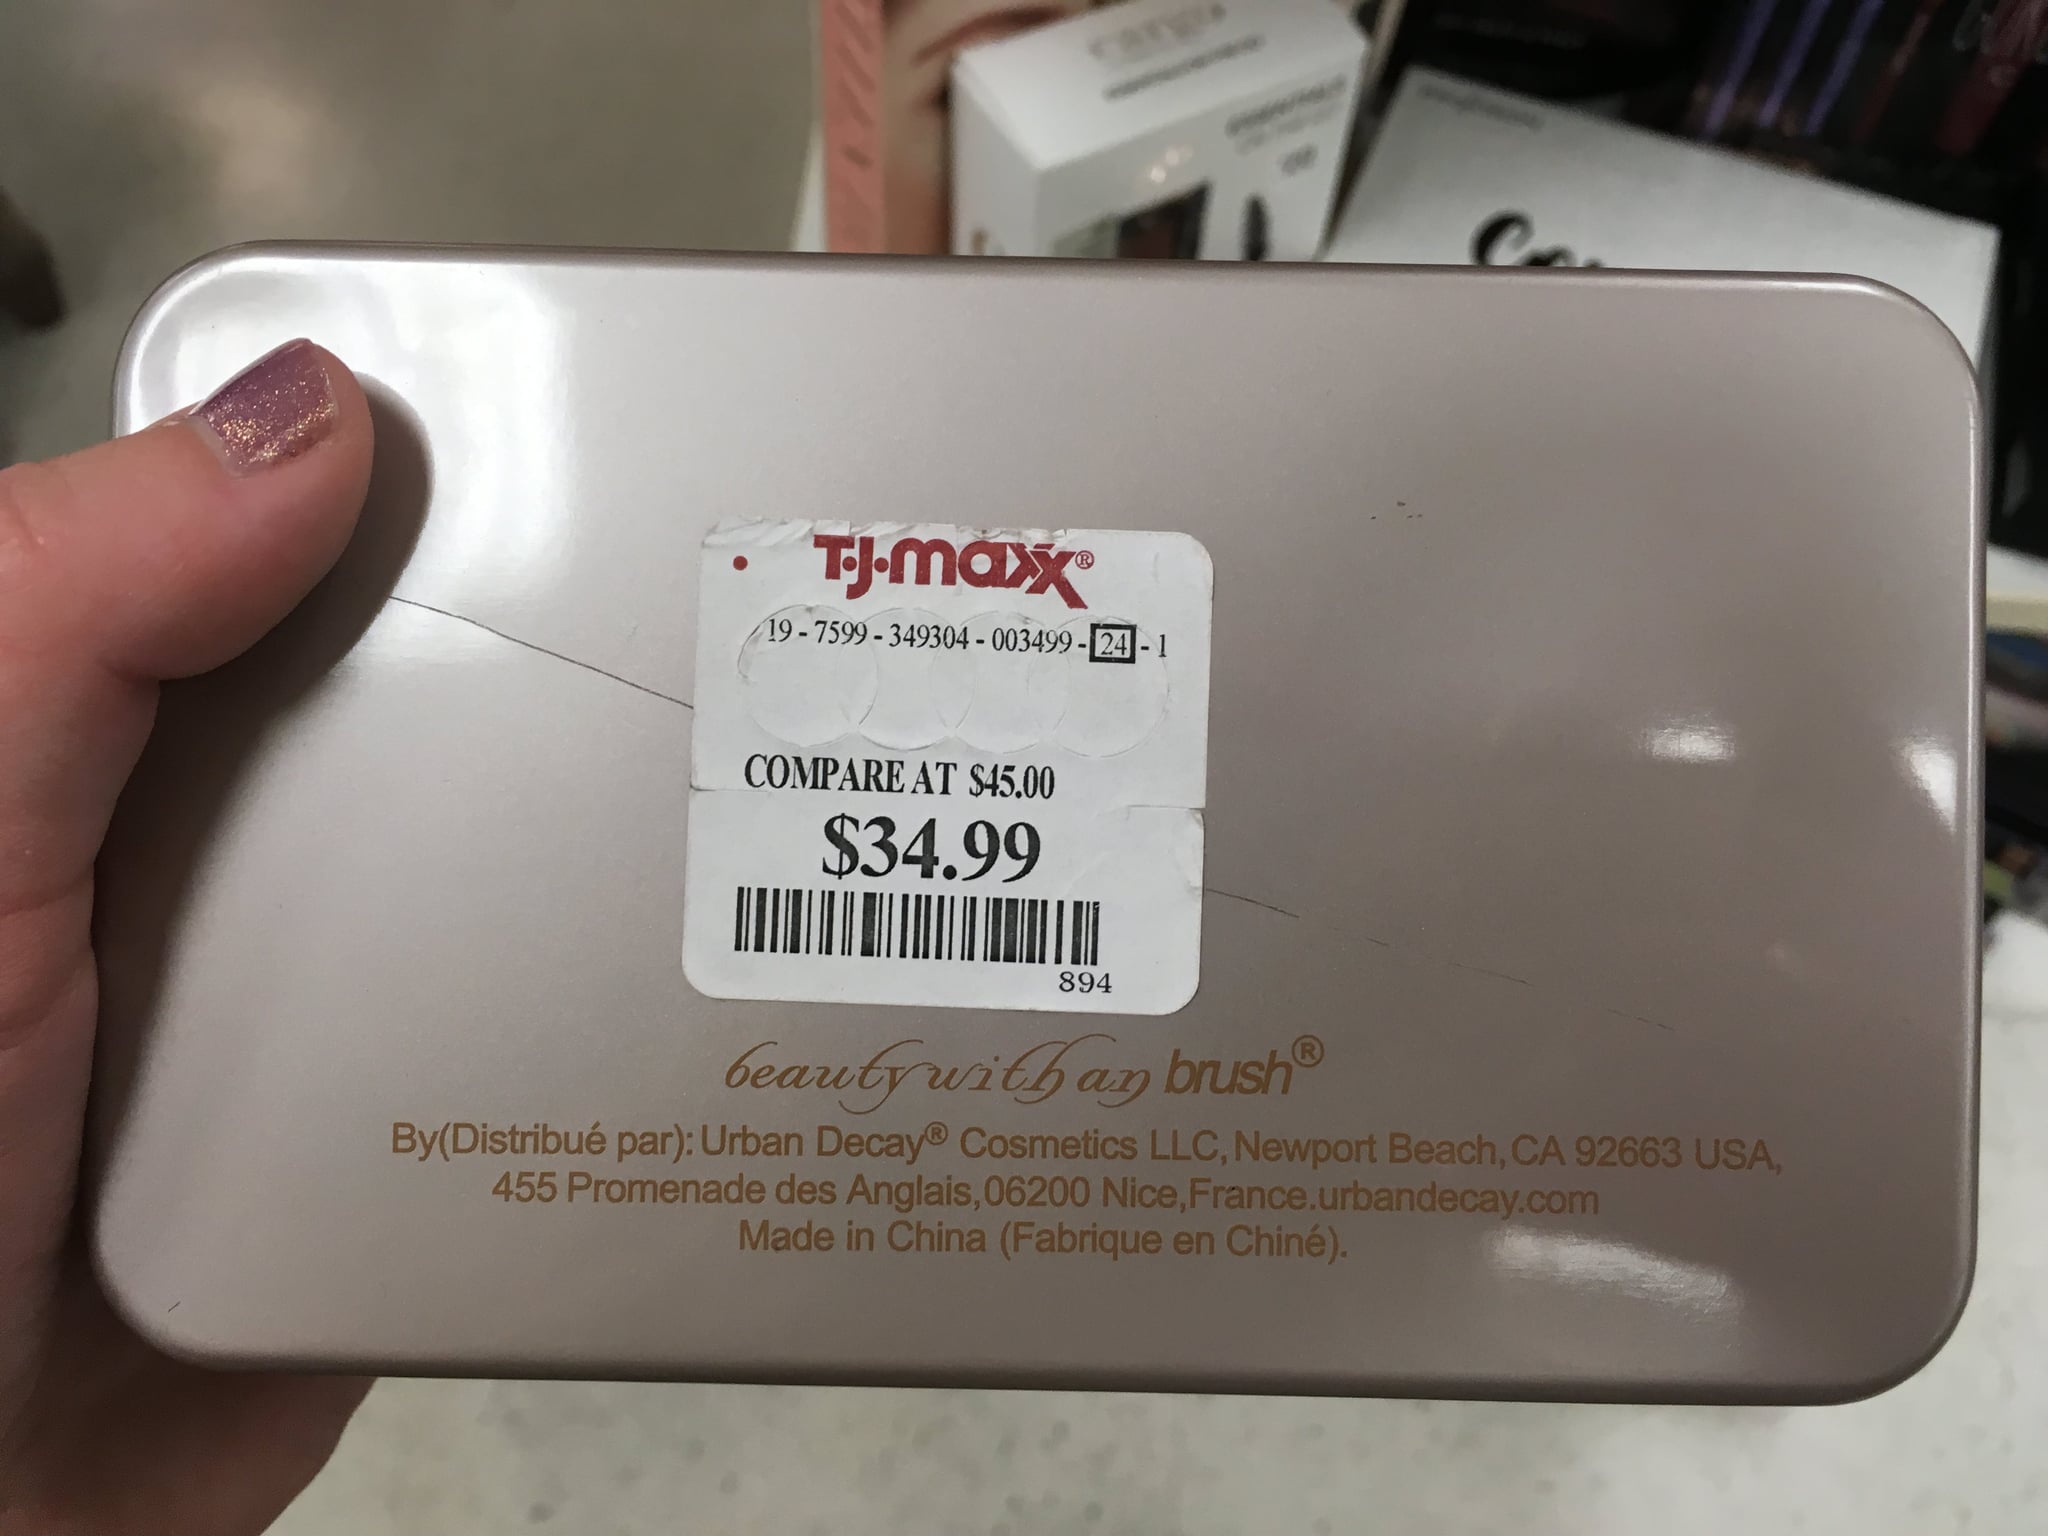 T.J.maxx®
19 - 7599 - 349304 - 003499 - 24 - 1
COMPARE AT $45.00
$34.99
894
beauty with an brush®
By(Distribué par): Urban Decay® Cosmetics LLC, Newport Beach, CA 92663 USA,
455 Promenade des Anglais,06200 Nice,France.urbandecay.com
Made in China (Fabrique en Chiné).